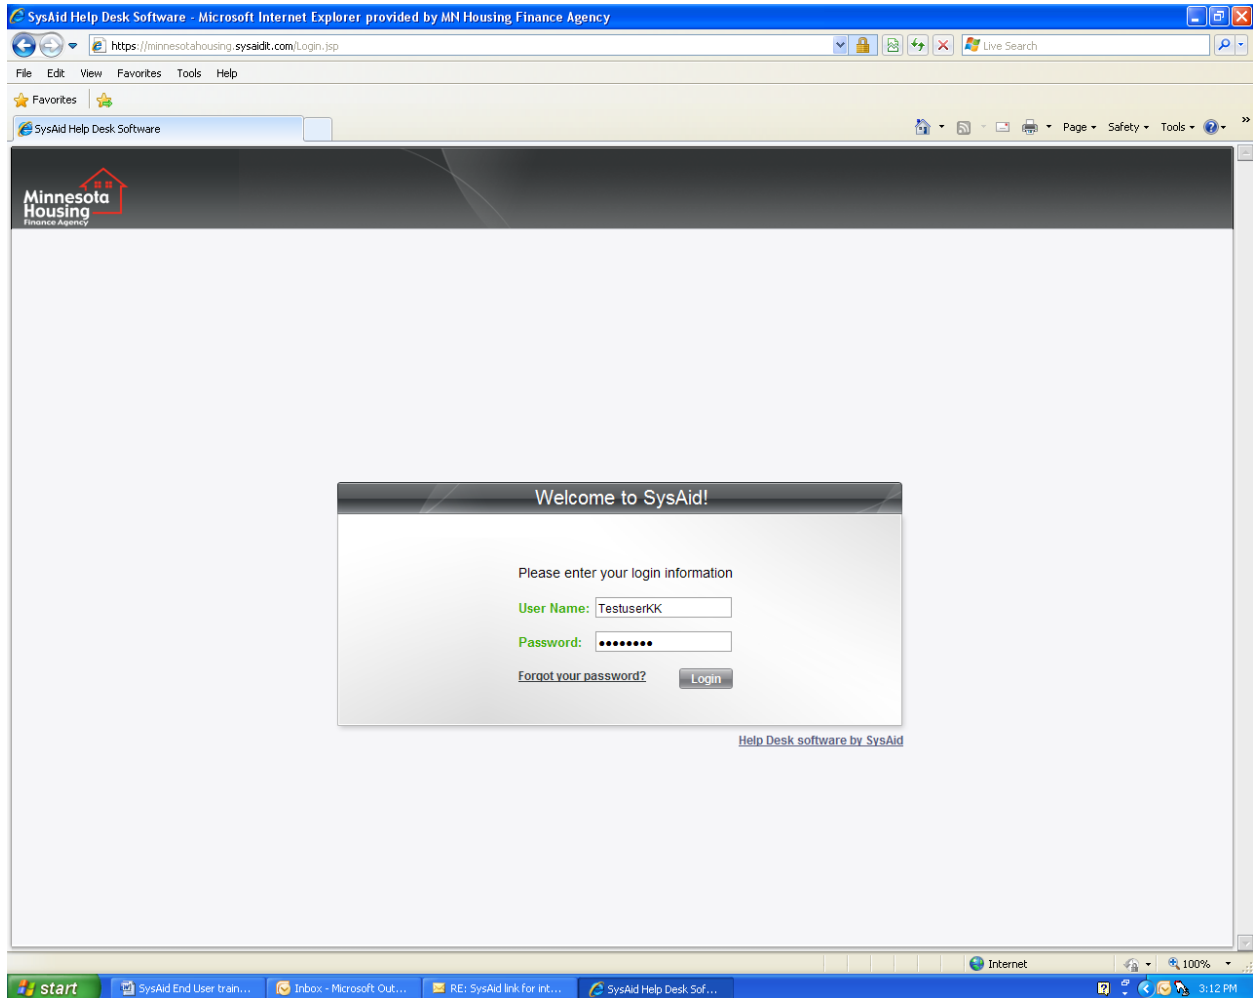 SysAid Help Desk Software - Microsoft Internet Explorer provided by MN Housing Finance Agency
https://minnesotahousing.sysaidit.com/Login.jsp
Live Search
File Edit View Favorites Tools Help
Favorites
SysAid Help Desk Software
Page Safety Tools »
Minnesota
Housing
Finance Agency
Welcome to SysAid!
Please enter your login information
User Name: TestuserKK
Password: ••••••••
Forgot your password? Login
Help Desk software by SysAid
Internet 100%
start SysAid End User train... Inbox - Microsoft Out... RE: SysAid link for int... SysAid Help Desk Sof... 3:12 PM